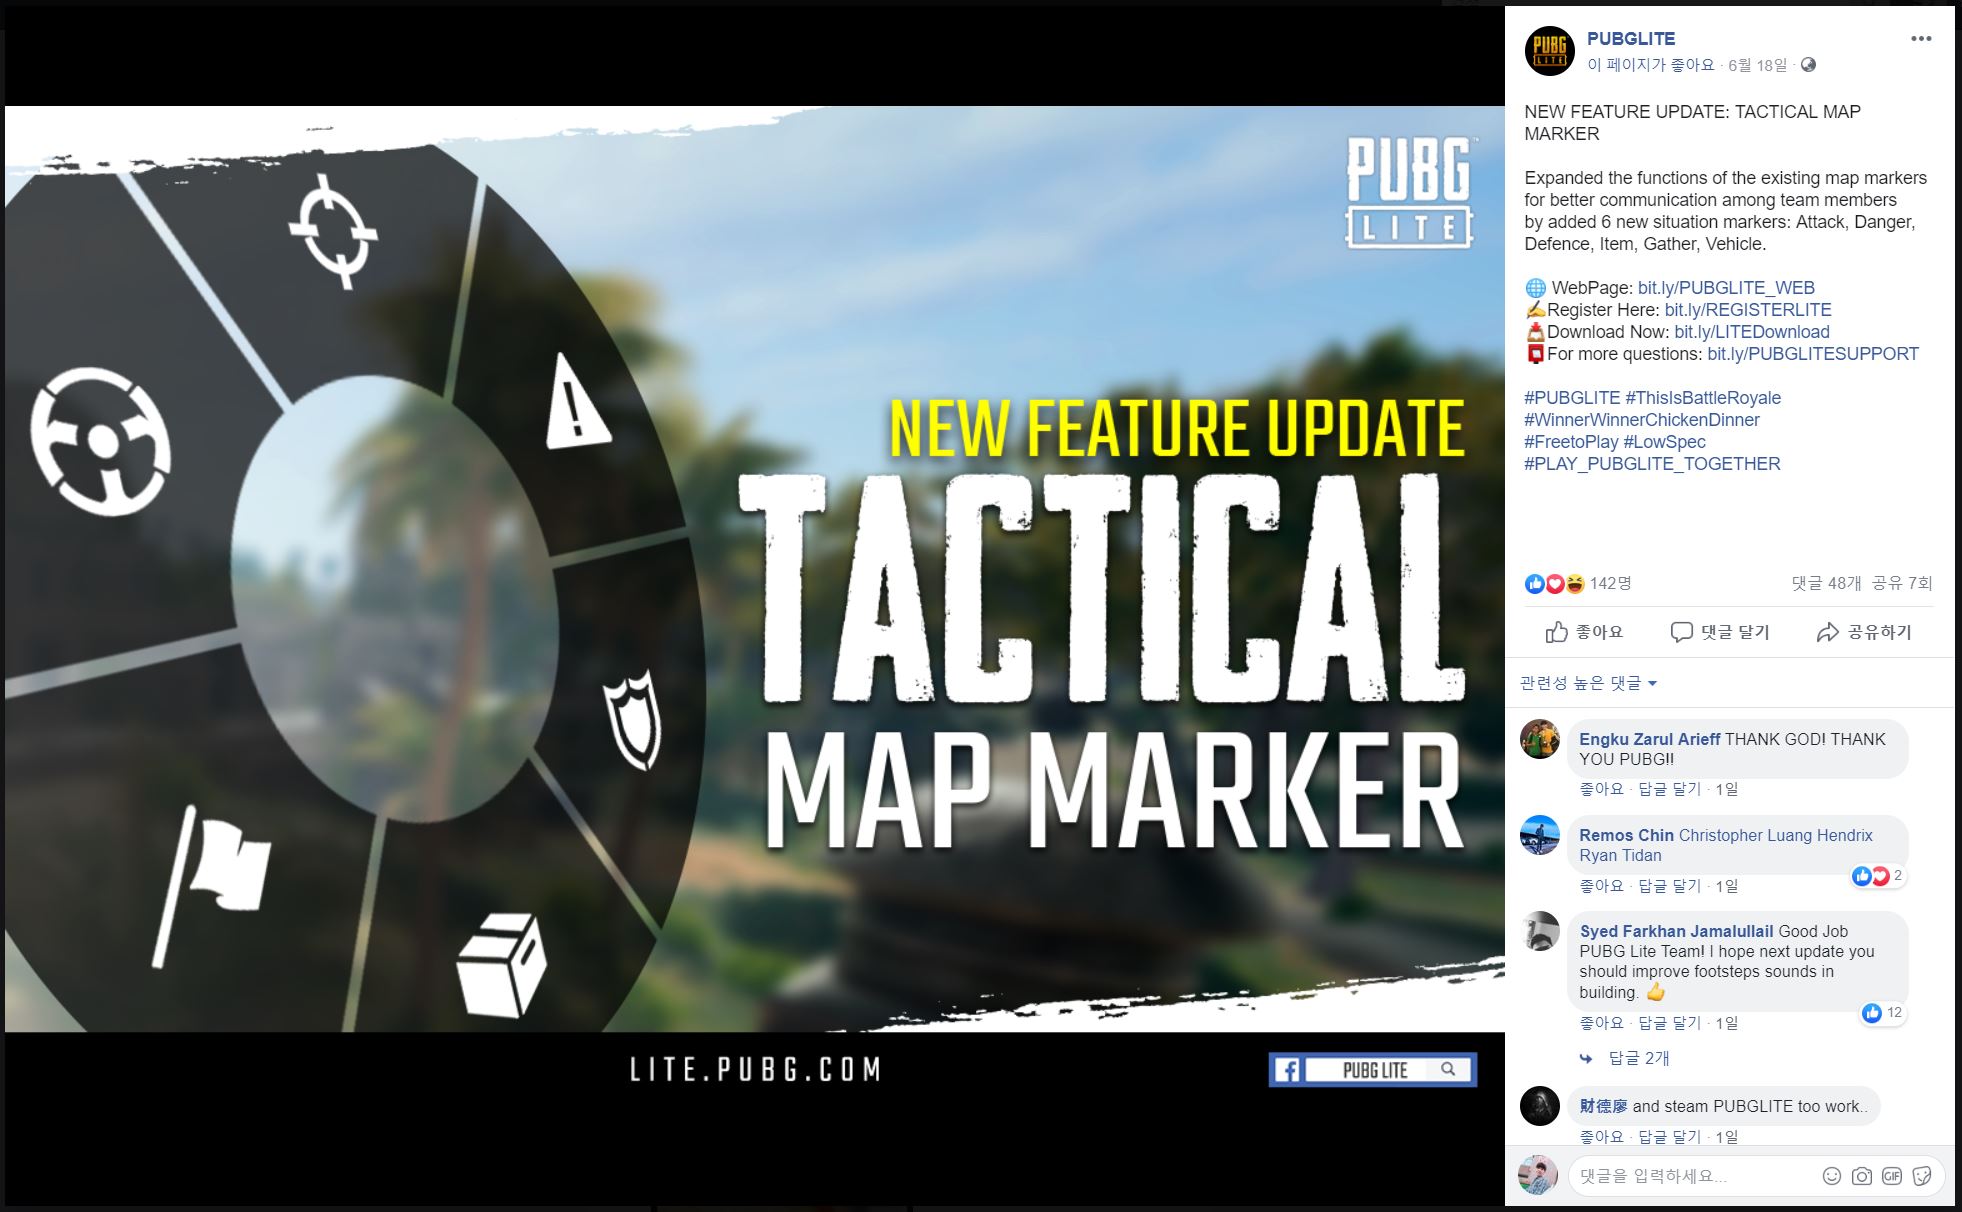 PUBG
LITE
NEW FEATURE UPDATE
TACTICAL
MAP MARKER
LITE.PUBG.COM
PUBG LITE
PUBG
LITE
PUBGLITE
이 페이지가 좋아요 · 6월 18일 ·
NEW FEATURE UPDATE: TACTICAL MAP
MARKER
Expanded the functions of the existing map markers
for better communication among team members
by added 6 new situation markers: Attack, Danger,
Defence, Item, Gather, Vehicle.
🌐 WebPage: bit.ly/PUBGLITE_WEB
✍Register Here: bit.ly/REGISTERLITE
📥Download Now: bit.ly/LITEDownload
📮For more questions: bit.ly/PUBGLITESUPPORT
#PUBGLITE #ThisIsBattleRoyale
#WinnerWinnerChickenDinner
#FreetoPlay #LowSpec
#PLAY_PUBGLITE_TOGETHER
142명 댓글 48개 공유 7회
좋아요 댓글 달기 공유하기
관련성 높은 댓글
Engku Zarul Arieff THANK GOD! THANK
YOU PUBG!!
좋아요 · 답글 달기 · 1일
Remos Chin Christopher Luang Hendrix
Ryan Tidan
2
좋아요 · 답글 달기 · 1일
Syed Farkhan Jamalullail Good Job
PUBG Lite Team! I hope next update you
should improve footsteps sounds in
building. 👍
12
좋아요 · 답글 달기 · 1일
답글 2개
財德廖 and steam PUBGLITE too work..
좋아요 · 답글 달기 · 1일
댓글을 입력하세요...
GIF